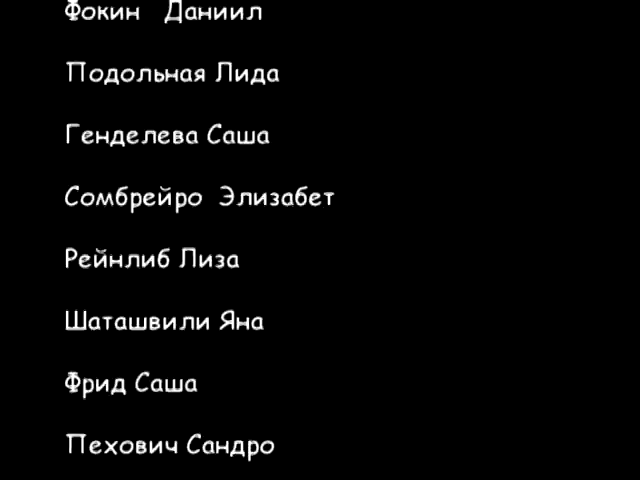 Фокин Даниил
Подольная Лида
Генделева Саша
Сомбрейро Элизабет
Рейнлиб Лиза
Шаташвили Яна
Фрид Саша
Пехович Сандро